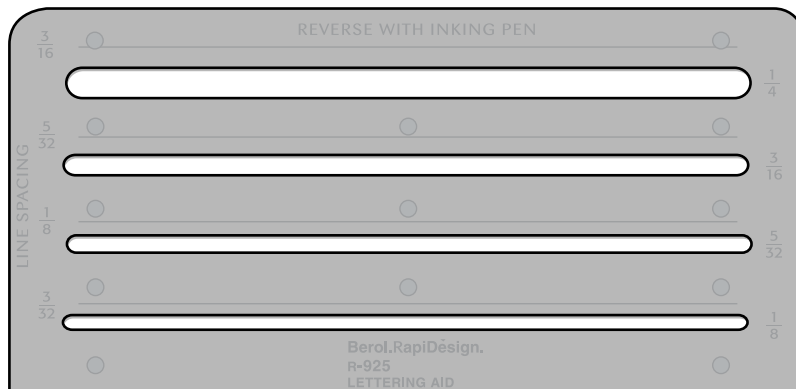 REVERSE WITH INKING PEN
3/16
1/4
5/32
3/16
LINE SPACING
1/8
5/32
3/32
1/8
Berol.RapiDésign.
R-925
LETTERING AID